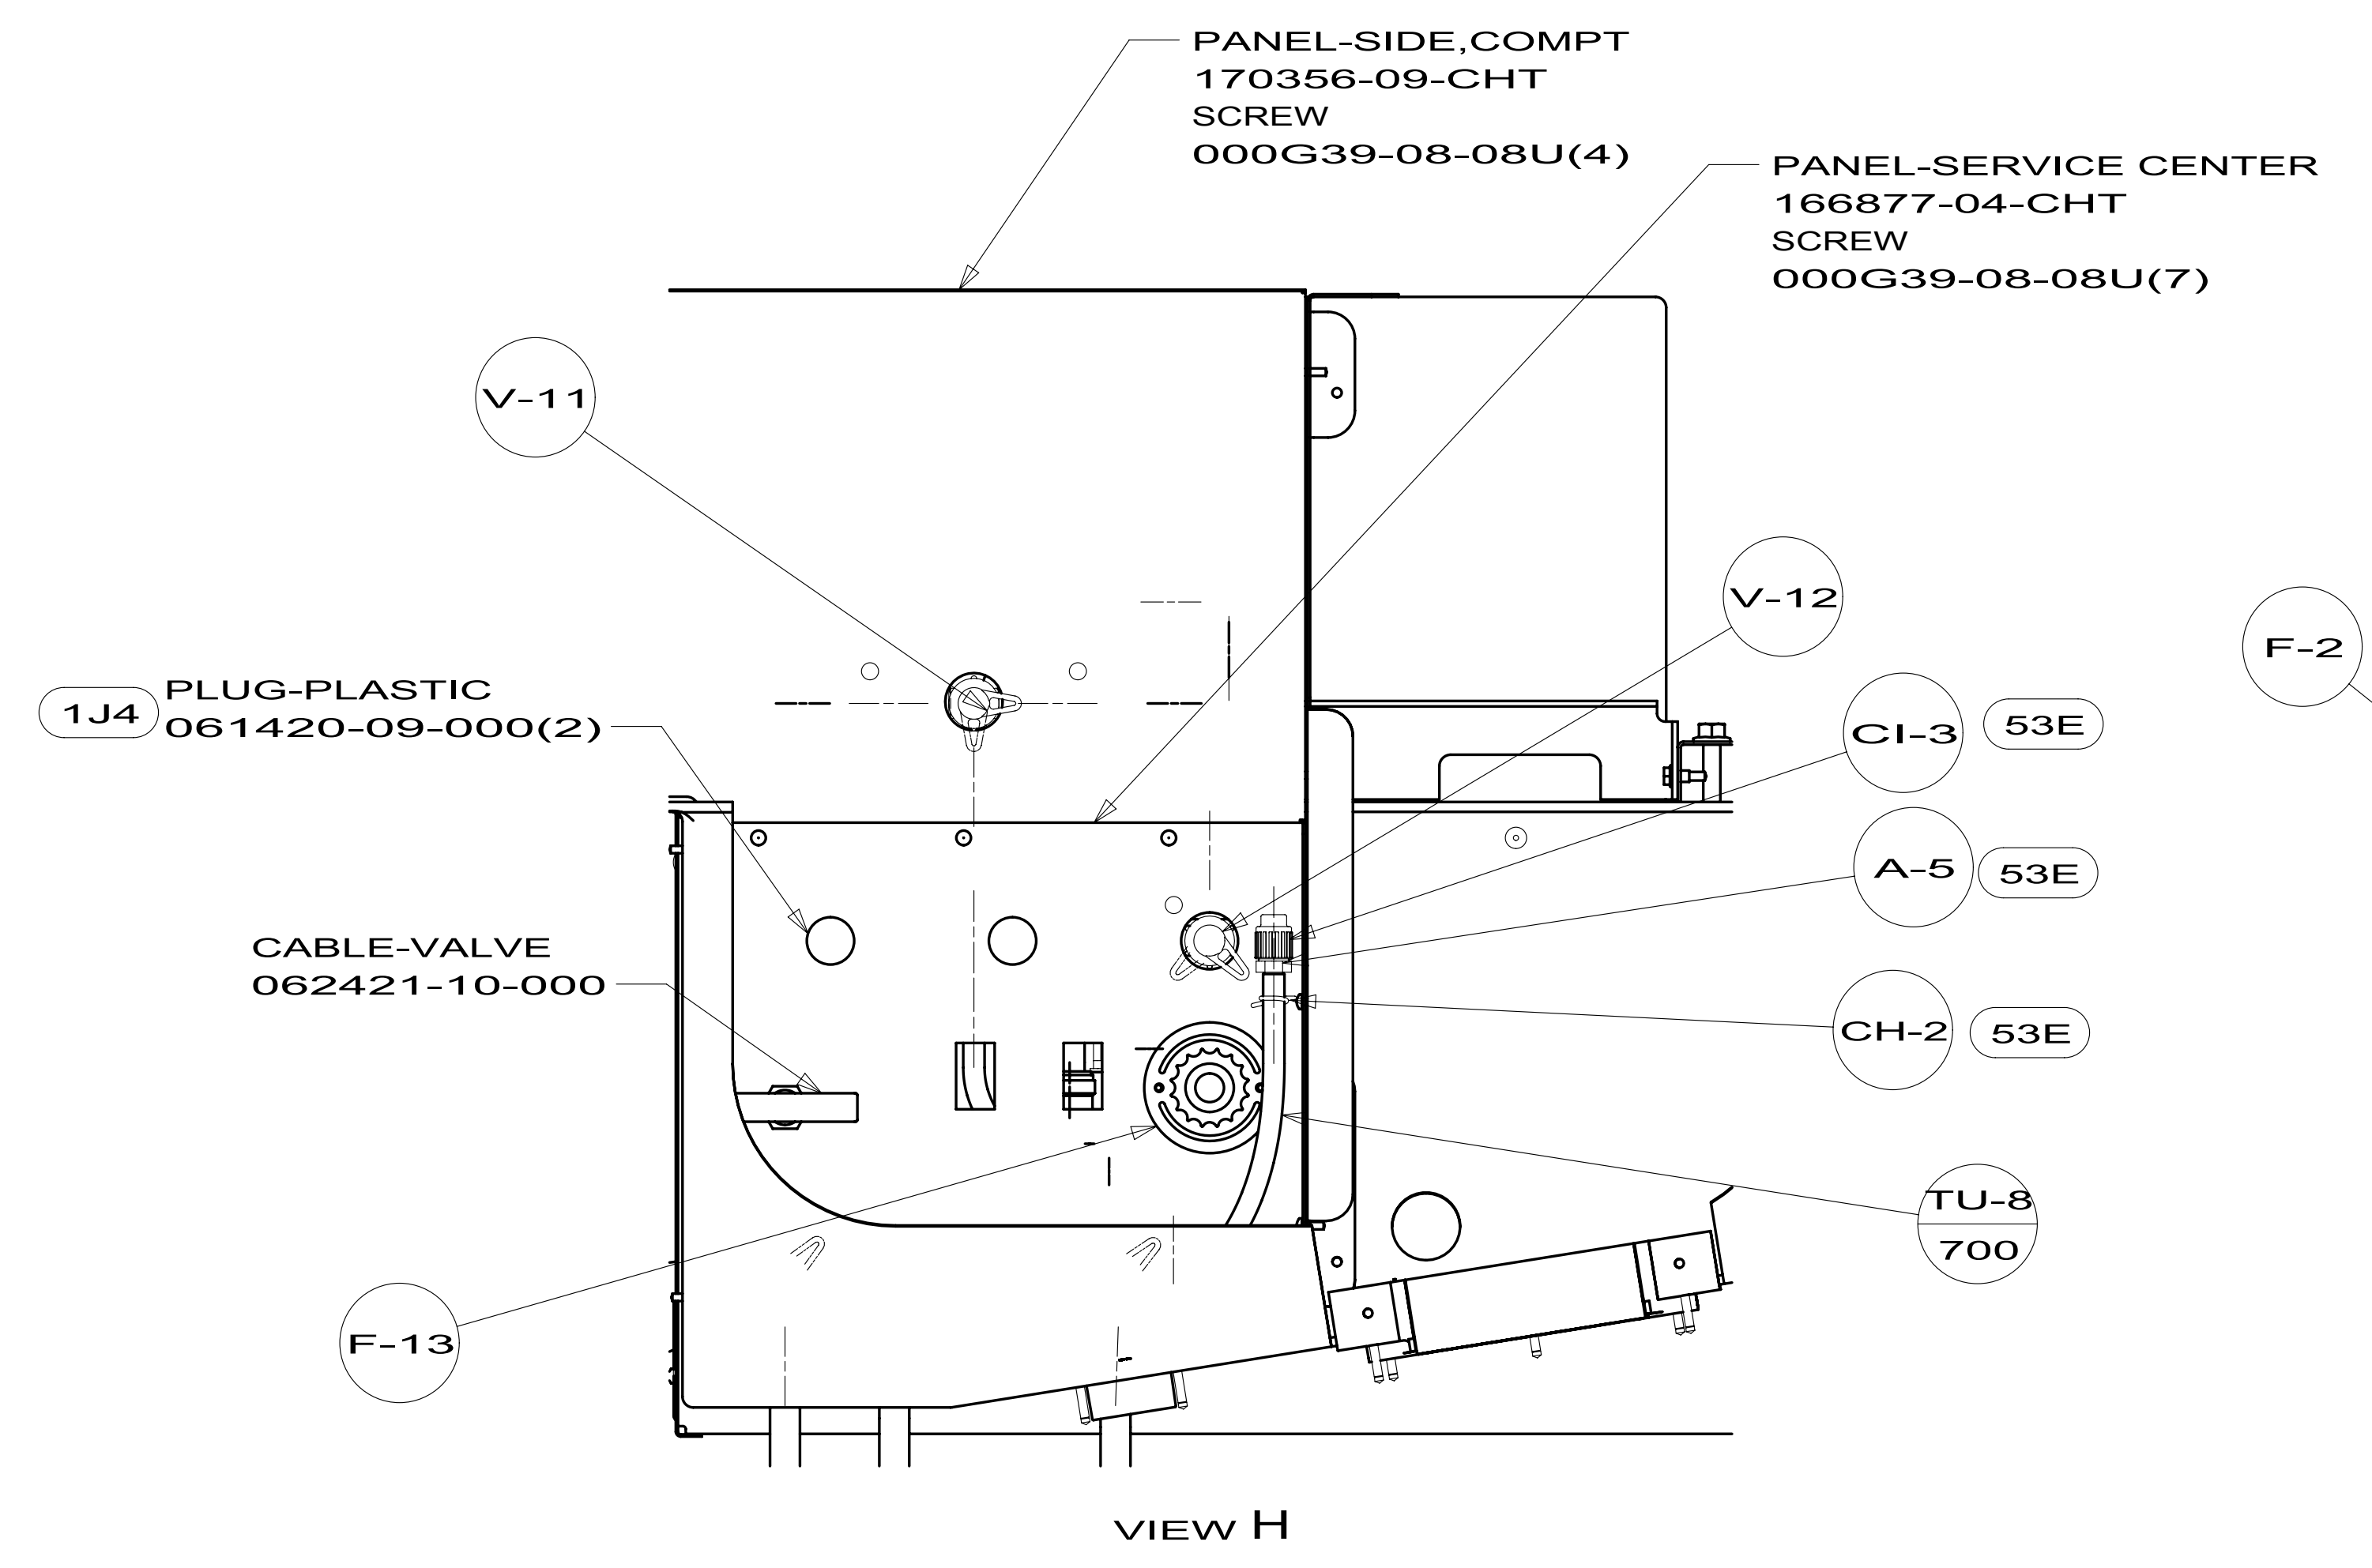 PANEL-SIDE,COMPT
170356-09-CHT
SCREW
000G39-08-08U(4)
PANEL-SERVICE CENTER
166877-04-CHT
SCREW
000G39-08-08U(7)
V-11
V-12
F-2
1J4
PLUG-PLASTIC
061420-09-000(2)
CI-3
53E
A-5
53E
CABLE-VALVE
062421-10-000
CH-2
53E
TU-8
700
F-13
VIEW H